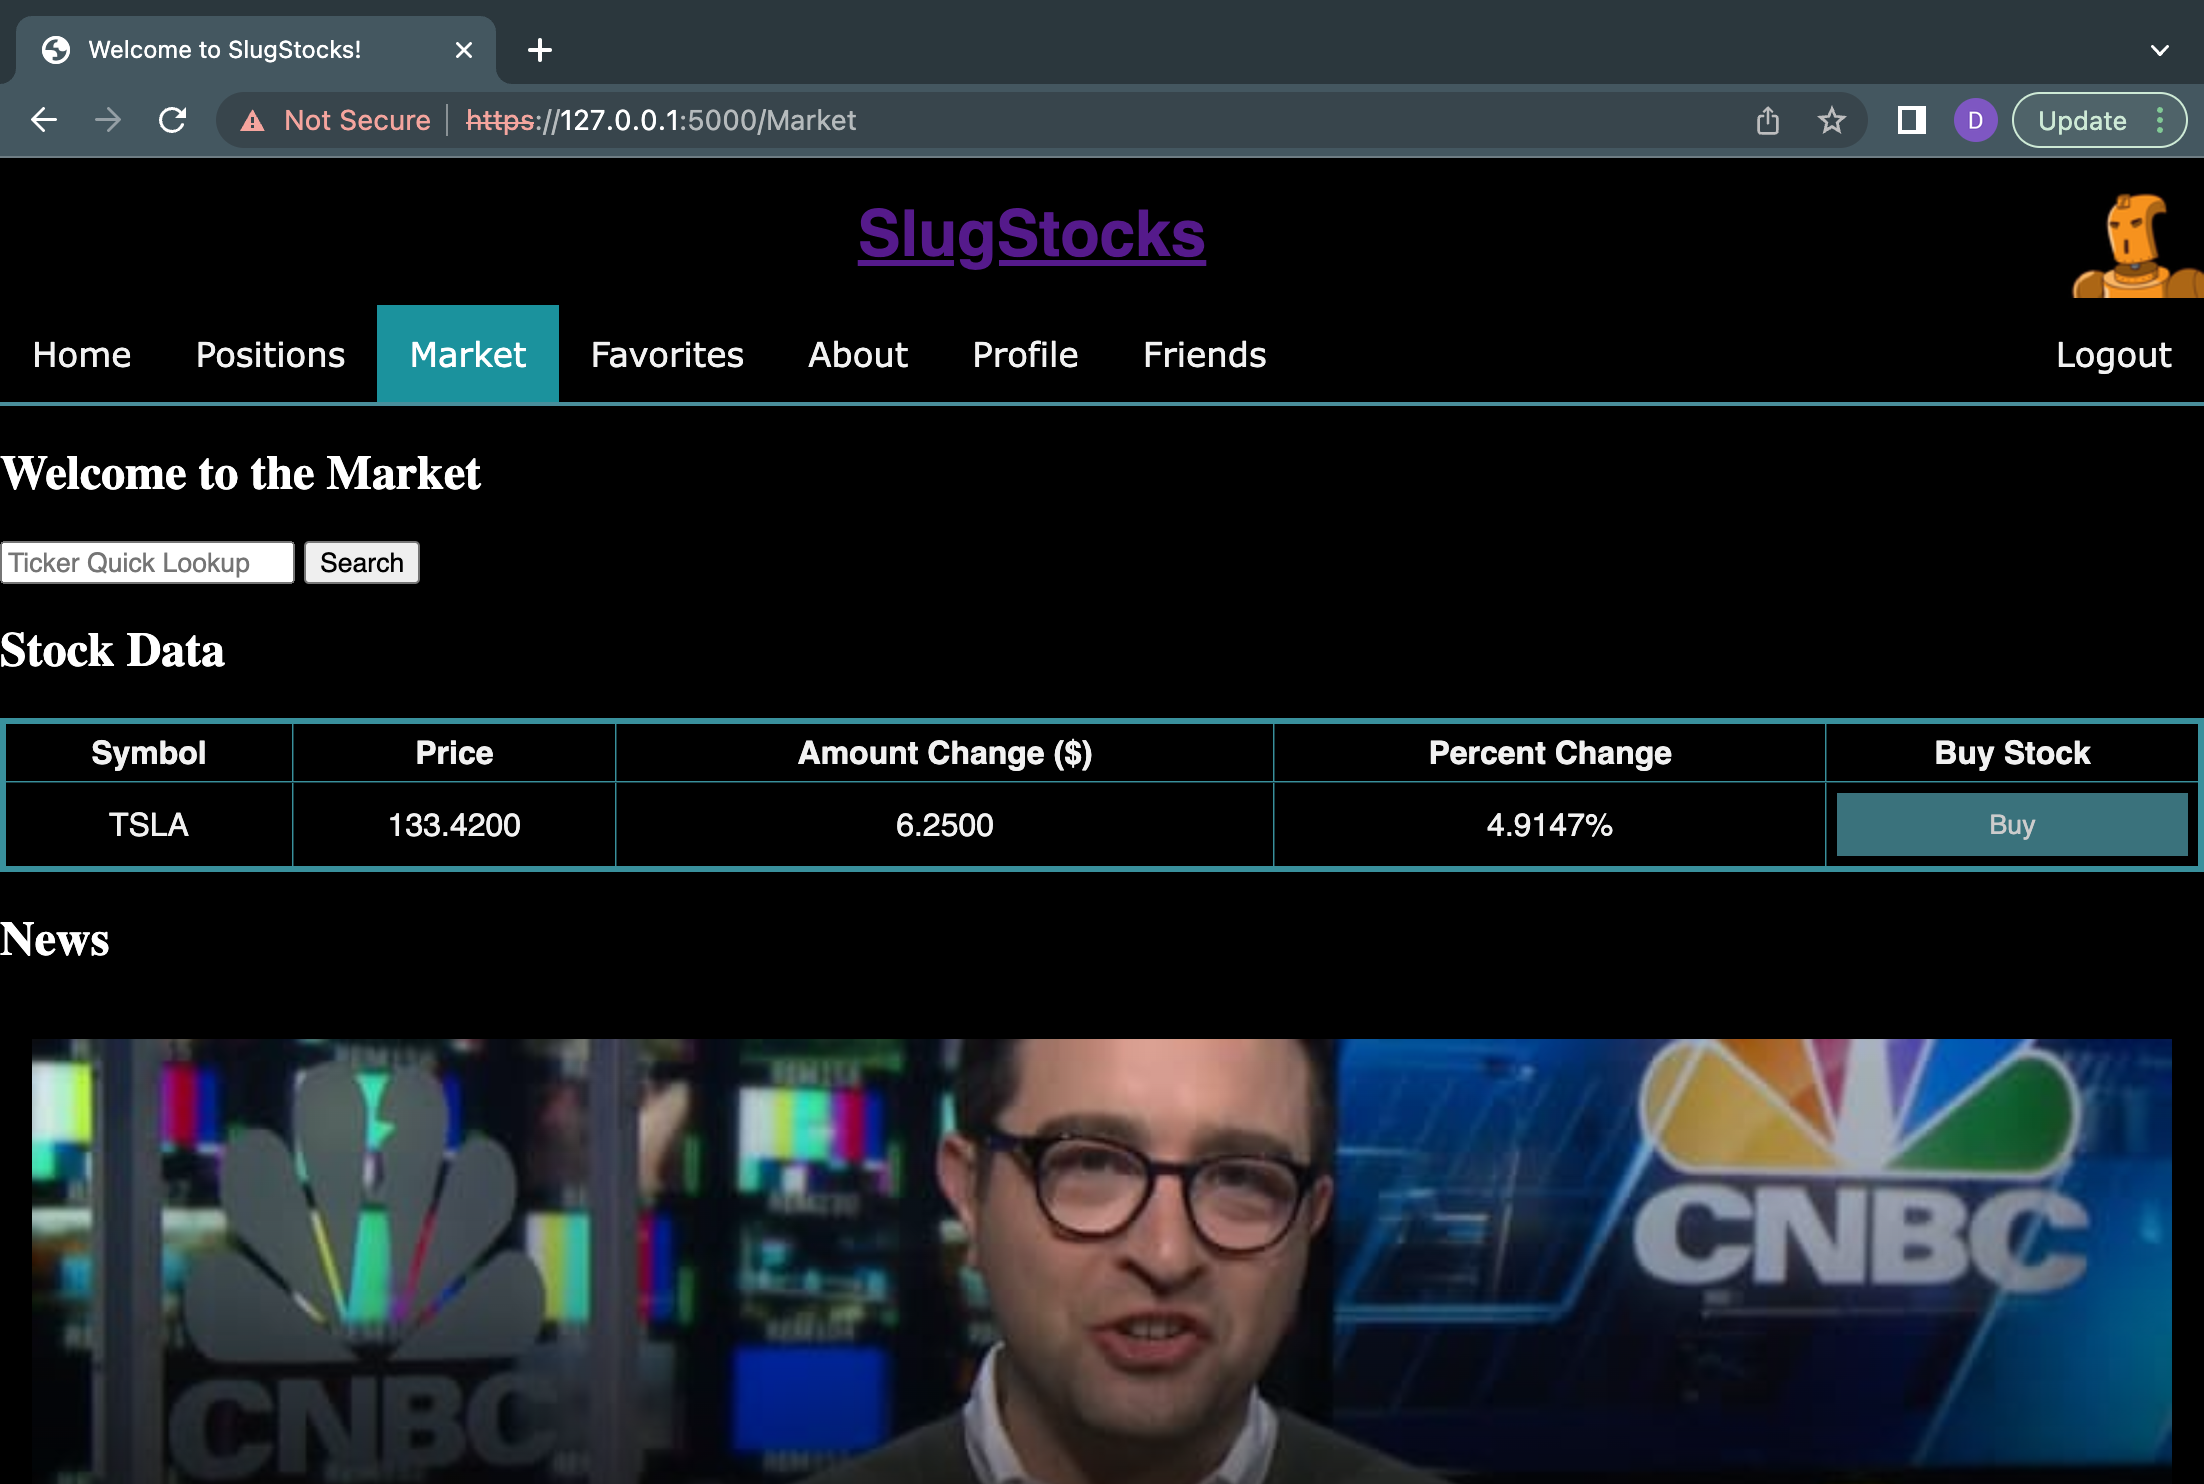 Welcome to SlugStocks!
Not Secure https://127.0.0.1:5000/Market D Update
SlugStocks
Home Positions Market Favorites About Profile Friends Logout
Welcome to the Market
Ticker Quick Lookup Search
Stock Data
Symbol Price Amount Change ($) Percent Change Buy Stock
TSLA 133.4200 6.2500 4.9147% Buy
News
CNBC
CNBC